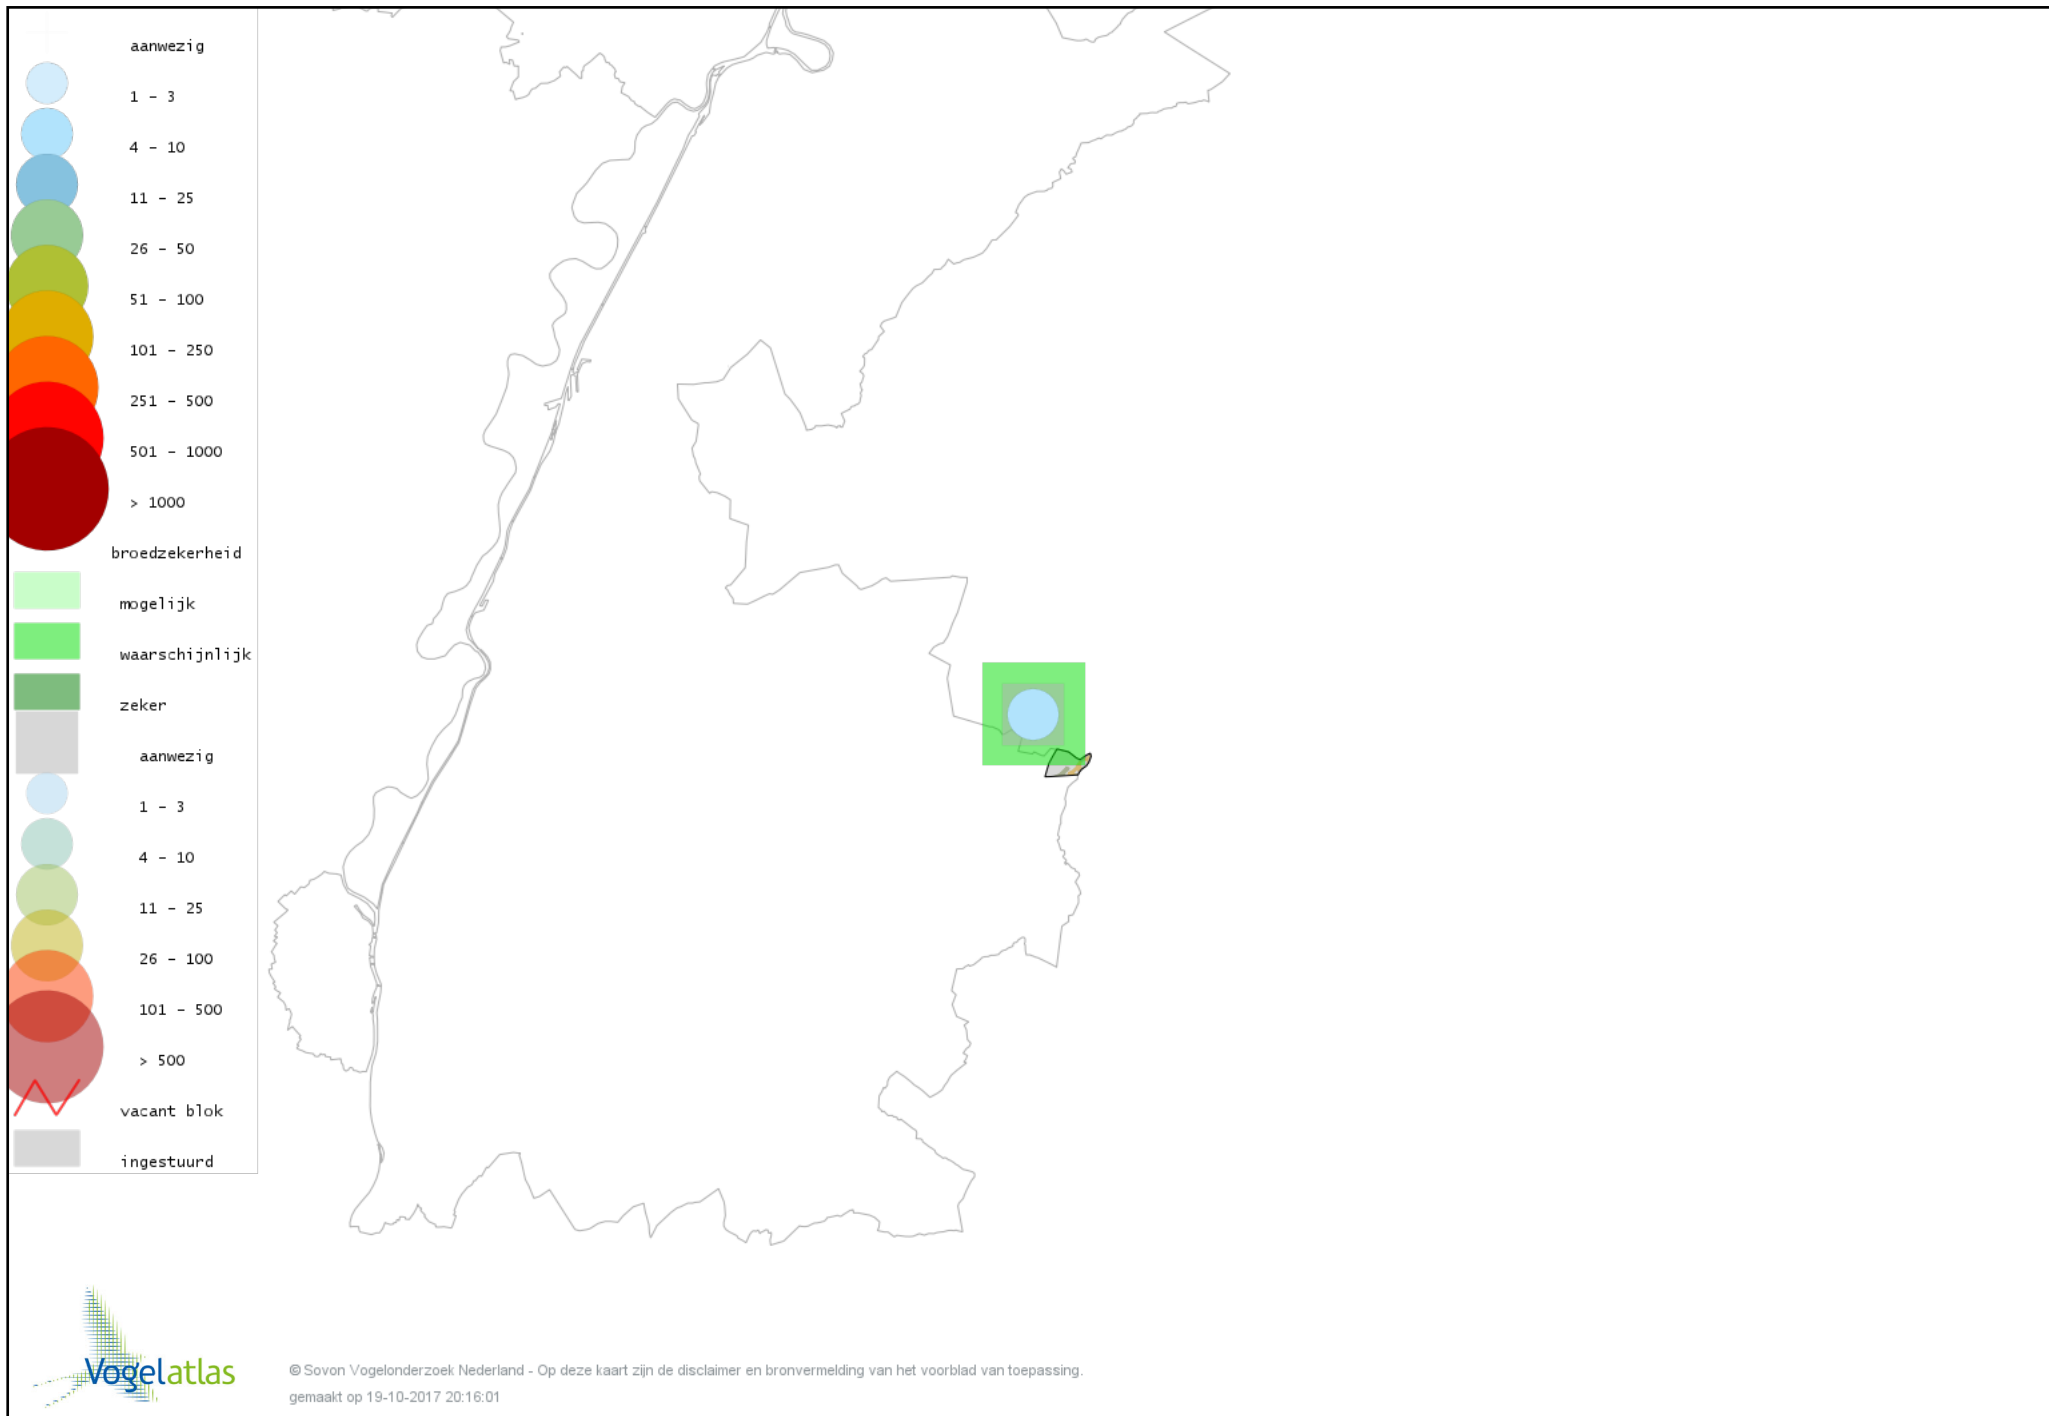 aanwezig
1 - 3
4 - 10
11 - 25
26 - 50
51 - 100
101 - 250
251 - 500
501 - 1000
> 1000
broedzekerheid
mogelijk
waarschijnlijk
zeker
aanwezig
1 - 3
4 - 10
11 - 25
26 - 100
101 - 500
> 500
vacant blok
ingestuurd
Vogelatlas
© Sovon Vogelonderzoek Nederland - Op deze kaart zijn de disclaimer en bronvermelding van het voorblad van toepassing.
gemaakt op 19-10-2017 20:16:01